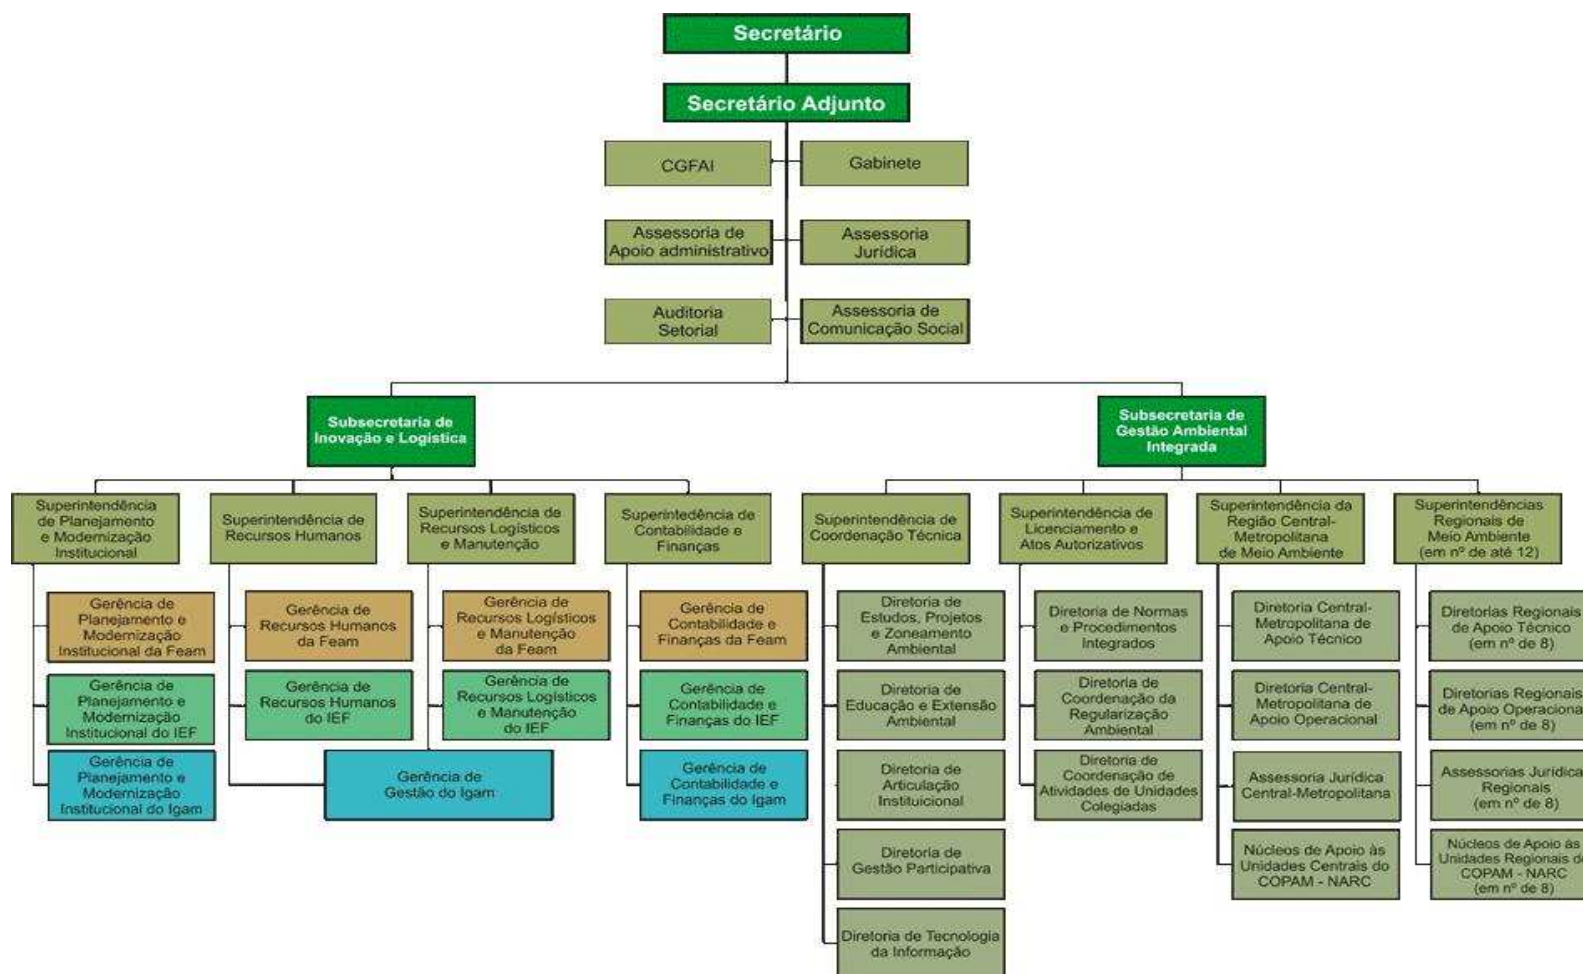 Secretário
Secretário Adjunto
CGFAI
Gabinete
Assessoria de
Apoio administrativo
Assessoria
Jurídica
Auditoria
Setorial
Assessoria de
Comunicação Social
Subsecretaria de
Inovação e Logística
Subsecretaria de
Gestão Ambiental
Integrada
Superintendência
de Planejamento
e Modernização
Institucional
Superintendência de
Recursos Humanos
Superintendência de
Recursos Logísticos
e Manutenção
Superintedência de
Contabilidade e
Finanças
Superintendência de
Coordenação Técnica
Superintendência de
Licenciamento e
Atos Autorizativos
Superintendência da
Região Central-
Metropolitana
de Meio Ambiente
Superintendências
Regionais de
Meio Ambiente
(em nº de até 12)
Gerência de
Planejamento e
Modernização
Institucional da Feam
Gerência de
Recursos Humanos
da Feam
Gerência de
Recursos Logísticos
e Manutenção
da Feam
Gerência de
Contabilidade e
Finanças da Feam
Diretoria de
Estudos, Projetos
e Zoneamento
Ambiental
Diretoria de Normas
e Procedimentos
Integrados
Diretoria Central-
Metropolitana de
Apoio Técnico
Diretorias Regionais
de Apoio Técnico
(em nº de 8)
Gerência de
Planejamento e
Modernização
Institucional do IEF
Gerência de
Recursos Humanos
do IEF
Gerência de
Recursos Logísticos
e Manutenção
do IEF
Gerência de
Contabilidade e
Finanças do IEF
Diretoria de
Educação e Extensão
Ambiental
Diretoria de
Coordenação da
Regularização
Ambiental
Diretoria Central-
Metropolitana de
Apoio Operacional
Diretorias Regionais
de Apoio Operacional
(em nº de 8)
Gerência de
Planejamento e
Modernização
Institucional do Igam
Gerência de
Gestão do Igam
Gerência de
Contabilidade e
Finanças do Igam
Diretoria de
Articulação
Instituicional
Diretoria de
Coordenação de
Atividades de Unidades
Colegiadas
Assessoria Jurídica
Central-Metropolitana
Assessorias Jurídica
Regionais
(em nº de 8)
Diretoria de
Gestão Participativa
Núcleos de Apoio às
Unidades Centrais do
COPAM - NARC
Núcleos de Apoio às
Unidades Regionais do
COPAM - NARC
(em nº de 8)
Diretoria de Tecnologia
da Informação